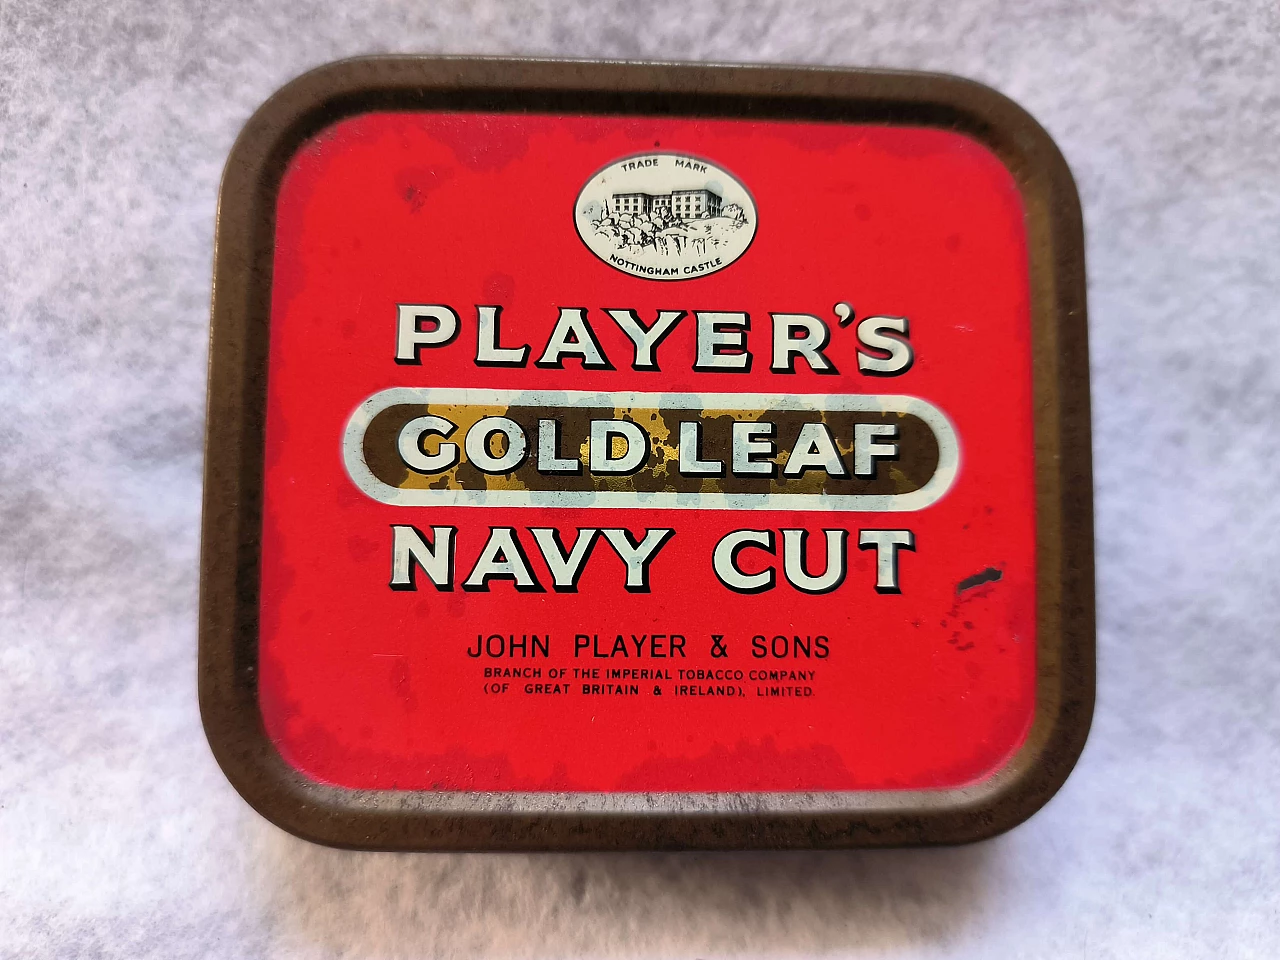 TRADE MARK
NOTTINGHAM CASTLE
PLAYER'S
GOLD LEAF
NAVY CUT
JOHN PLAYER & SONS
BRANCH OF THE IMPERIAL TOBACCO COMPANY
(OF GREAT BRITAIN & IRELAND), LIMITED.